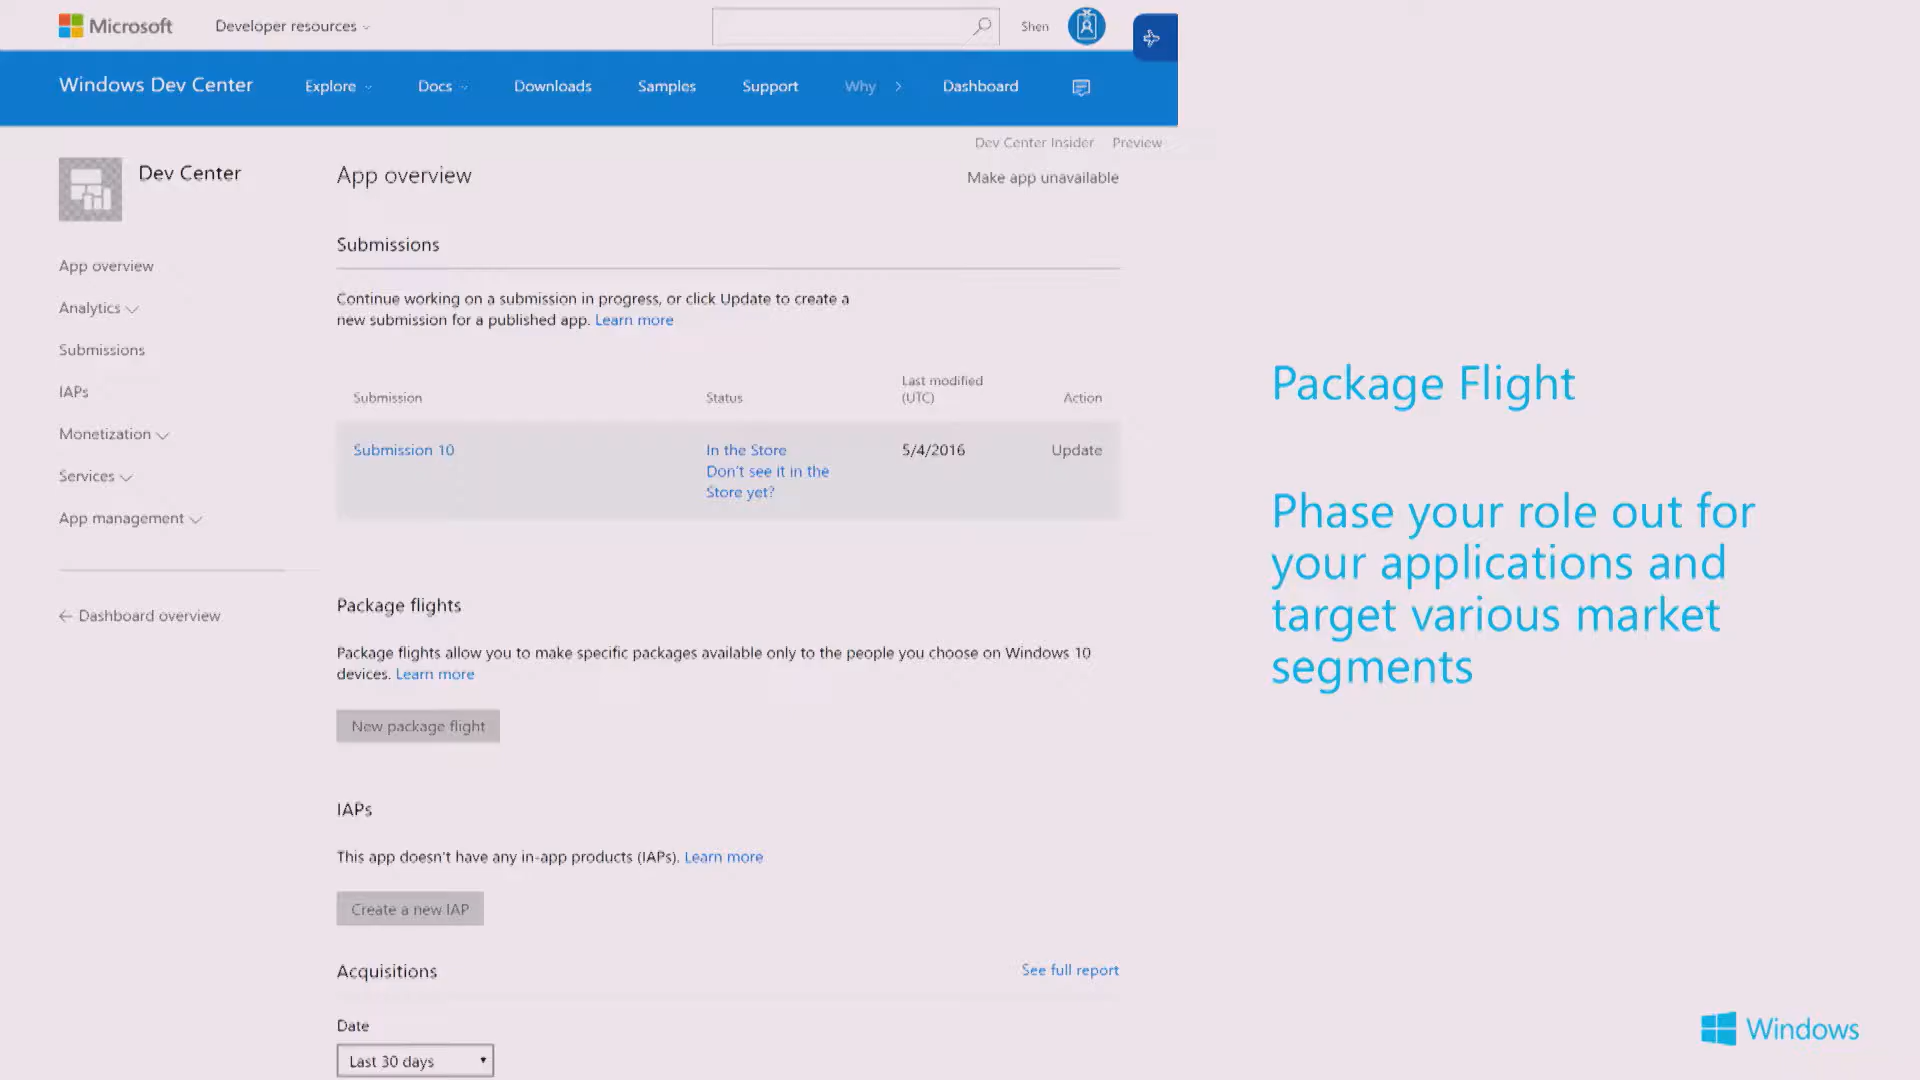 Microsoft
Developer resources
Shen
Windows Dev Center
Explore
Docs
Downloads
Samples
Support
Why
Dashboard
Dev Center Insider
Preview
Dev Center
App overview
Analytics
Submissions
IAPs
Monetization
Services
App management
← Dashboard overview
App overview
Make app unavailable
Submissions
Continue working on a submission in progress, or click Update to create a
new submission for a published app. Learn more
Submission
Status
Last modified
(UTC)
Action
Submission 10
In the Store
Don't see it in the
Store yet?
5/4/2016
Update
Package flights
Package flights allow you to make specific packages available only to the people you choose on Windows 10
devices. Learn more
New package flight
IAPs
This app doesn't have any in-app products (IAPs). Learn more
Create a new IAP
Acquisitions
See full report
Date
Last 30 days
Package Flight
Phase your role out for
your applications and
target various market
segments
Windows